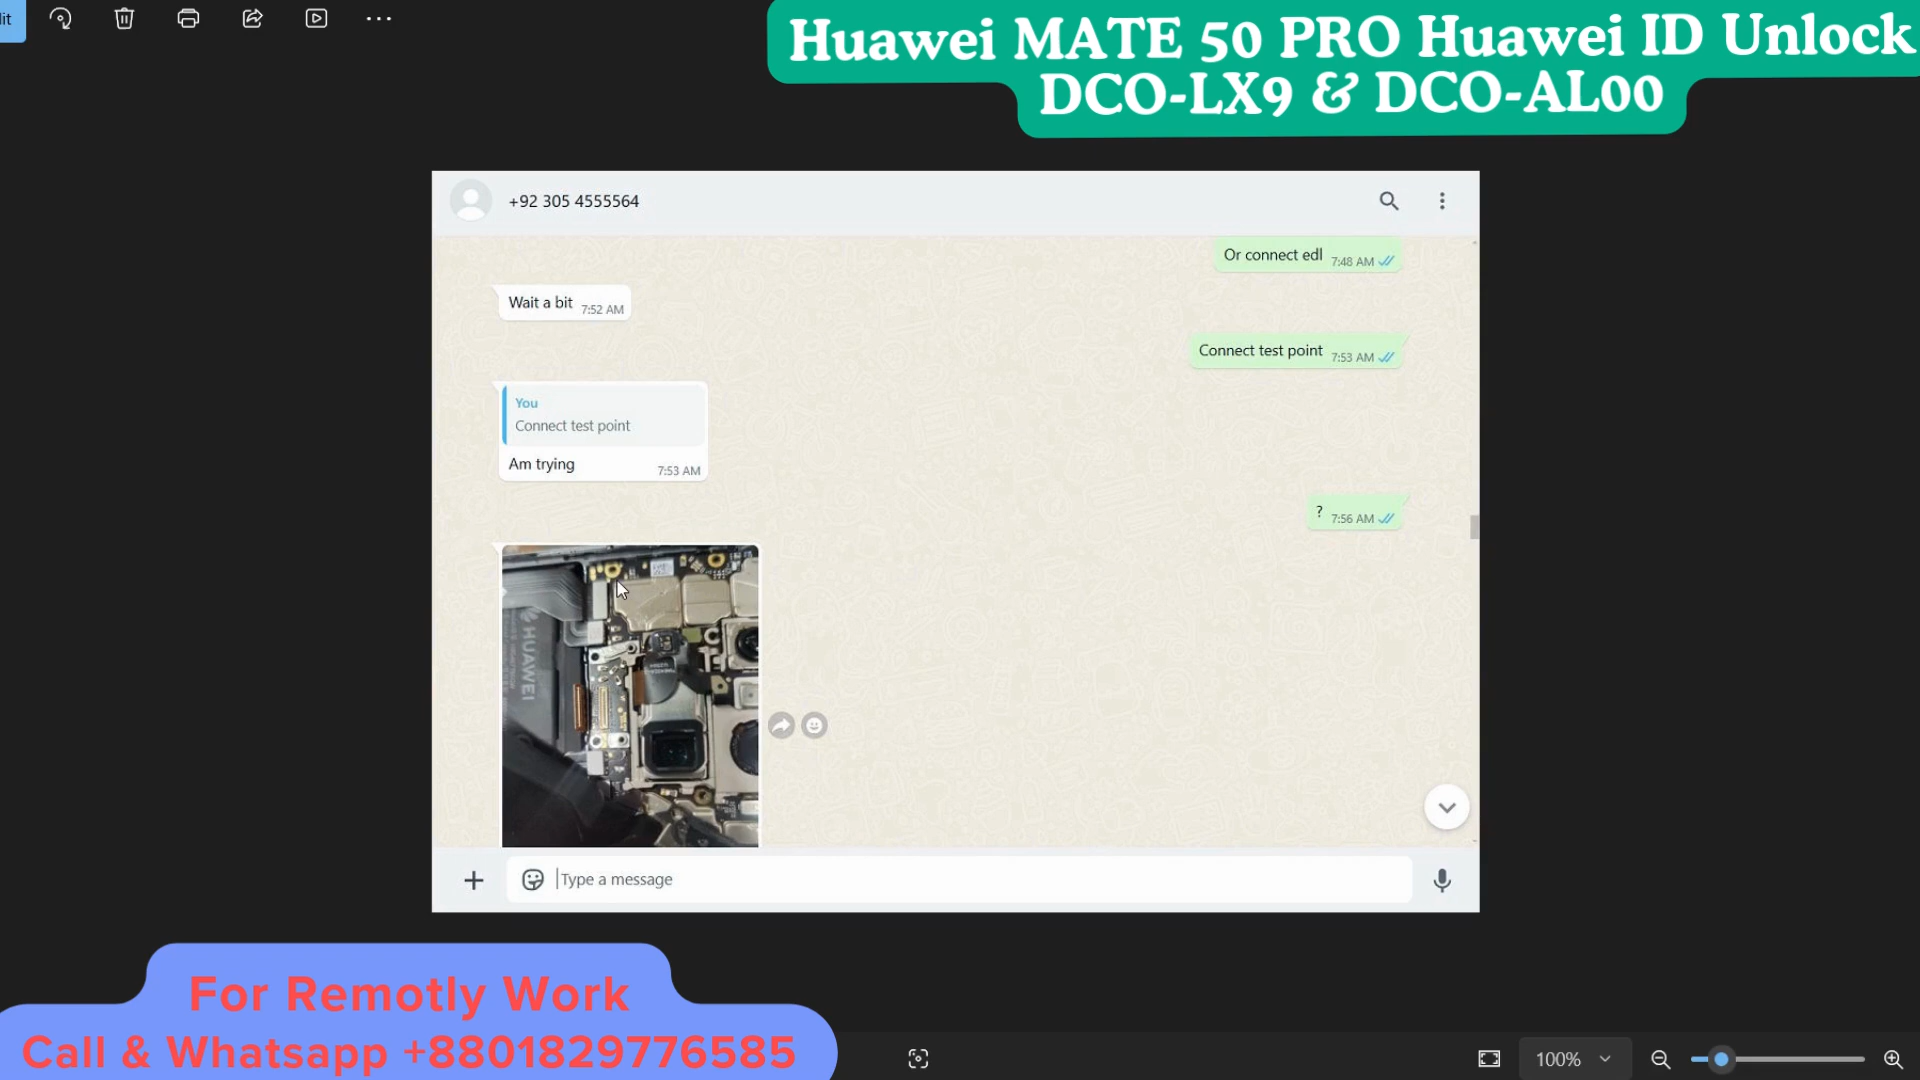 it
Huawei MATE 50 PRO Huawei ID Unlock
DCO-LX9 & DCO-AL00
+92 305 4555564
Or connect edl 7:48 AM
Wait a bit 7:52 AM
Connect test point 7:53 AM
You
Connect test point
Am trying 7:53 AM
? 7:56 AM
HUAWEI
Type a message
For Remotly Work
Call & Whatsapp +8801829776585
100%